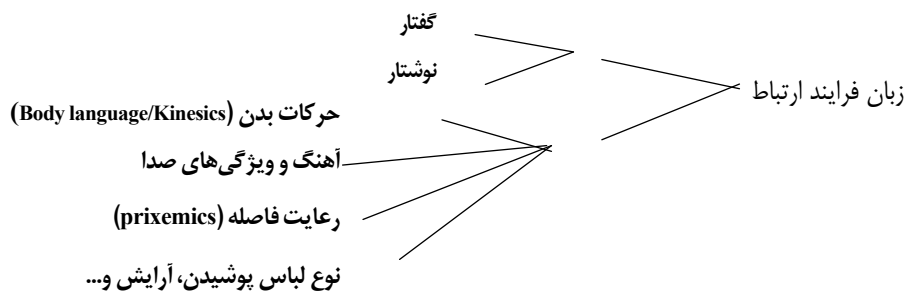 گفتار
نوشتار
زبان فرایند ارتباط
حرکات بدن (Body language/Kinesics)
آهنگ و ویژگی‌های صدا
رعایت فاصله (prixemics)
نوع لباس پوشیدن، آرایش و...